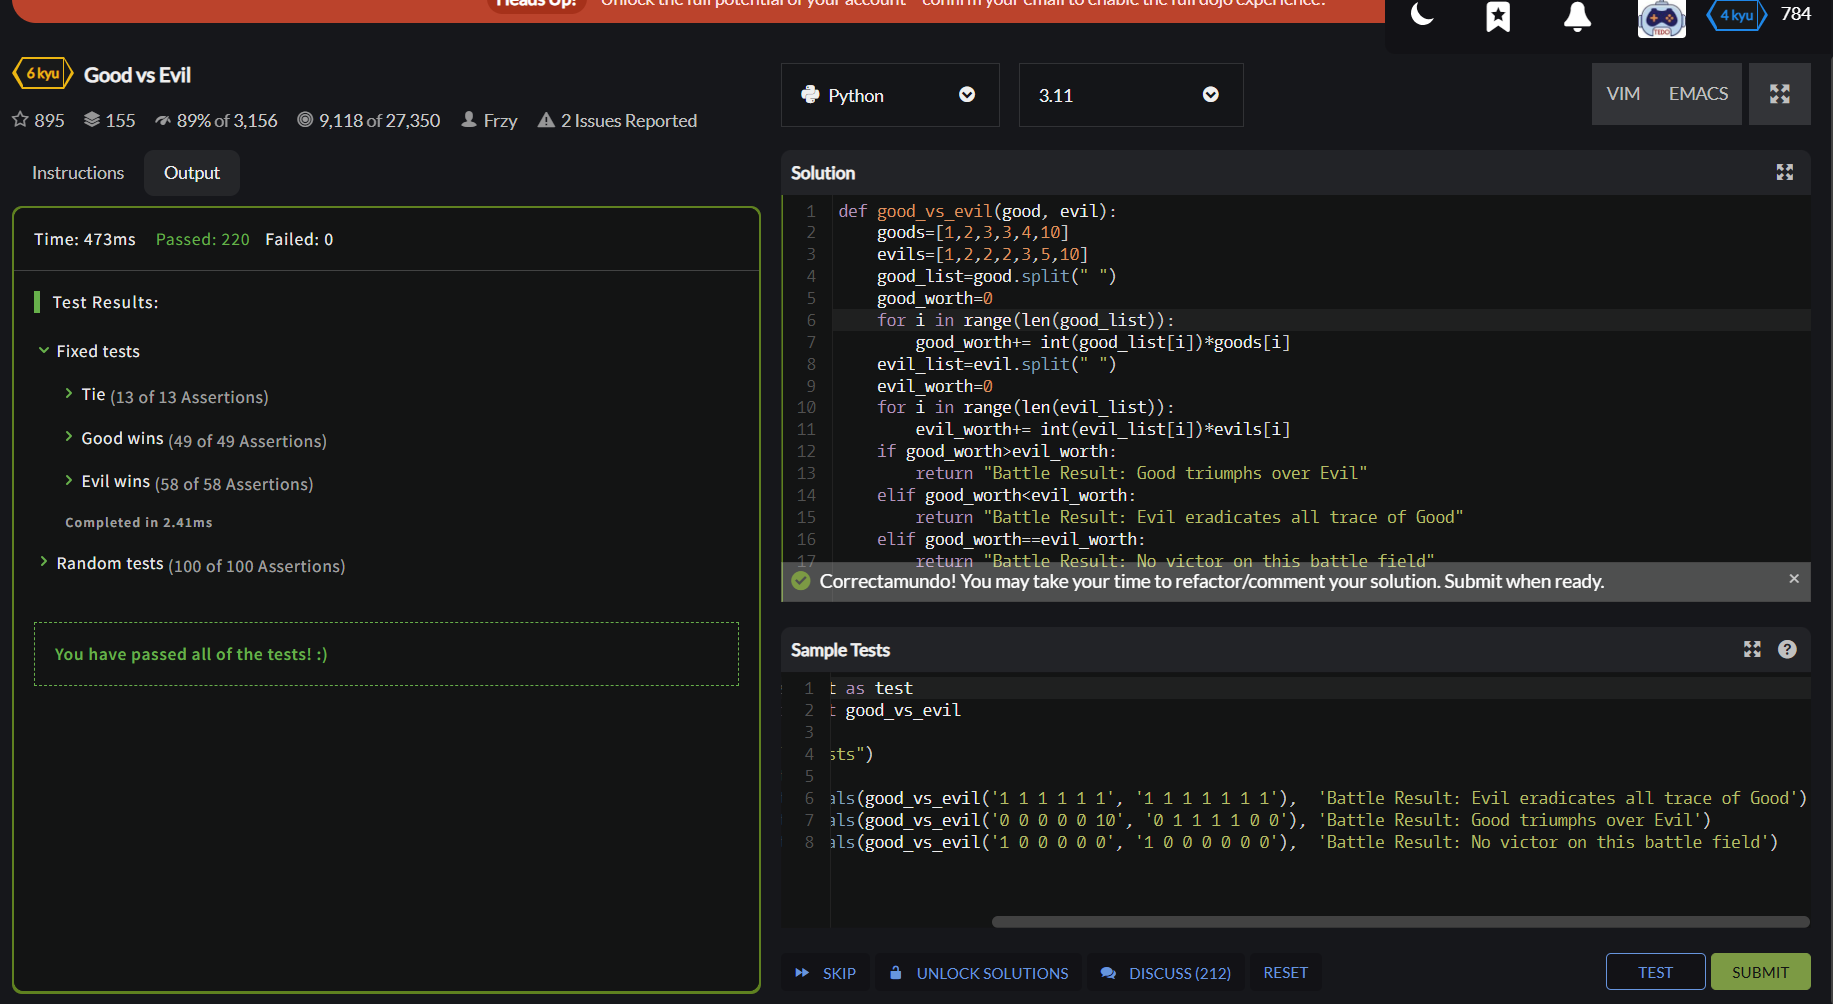 Heads Up! Unlock the full potential of your account - confirm your email to enable the full dojo experience!
TEDO
4 kyu 784
6 kyu Good vs Evil
895 155 89% of 3,156 9,118 of 27,350 Frzy 2 Issues Reported
Python 3.11 VIM EMACS
Instructions Output
Time: 473ms Passed: 220 Failed: 0
Test Results:
Fixed tests
Tie (13 of 13 Assertions)
Good wins (49 of 49 Assertions)
Evil wins (58 of 58 Assertions)
Completed in 2.41ms
Random tests (100 of 100 Assertions)
You have passed all of the tests! :)
Solution
1 def good_vs_evil(good, evil):
2 goods=[1,2,3,3,4,10]
3 evils=[1,2,2,2,3,5,10]
4 good_list=good.split(" ")
5 good_worth=0
6 for i in range(len(good_list)):
7 good_worth+= int(good_list[i])*goods[i]
8 evil_list=evil.split(" ")
9 evil_worth=0
10 for i in range(len(evil_list)):
11 evil_worth+= int(evil_list[i])*evils[i]
12 if good_worth>evil_worth:
13 return "Battle Result: Good triumphs over Evil"
14 elif good_worth<evil_worth:
15 return "Battle Result: Evil eradicates all trace of Good"
16 elif good_worth==evil_worth:
17 return "Battle Result: No victor on this battle field"
Correctamundo! You may take your time to refactor/comment your solution. Submit when ready. ×
Sample Tests
1 t as test
2 t good_vs_evil
3
4 sts")
5
6 als(good_vs_evil('1 1 1 1 1 1', '1 1 1 1 1 1 1'), 'Battle Result: Evil eradicates all trace of Good')
7 als(good_vs_evil('0 0 0 0 0 10', '0 1 1 1 1 0 0'), 'Battle Result: Good triumphs over Evil')
8 als(good_vs_evil('1 0 0 0 0 0', '1 0 0 0 0 0 0'), 'Battle Result: No victor on this battle field')
SKIP UNLOCK SOLUTIONS DISCUSS (212) RESET TEST SUBMIT